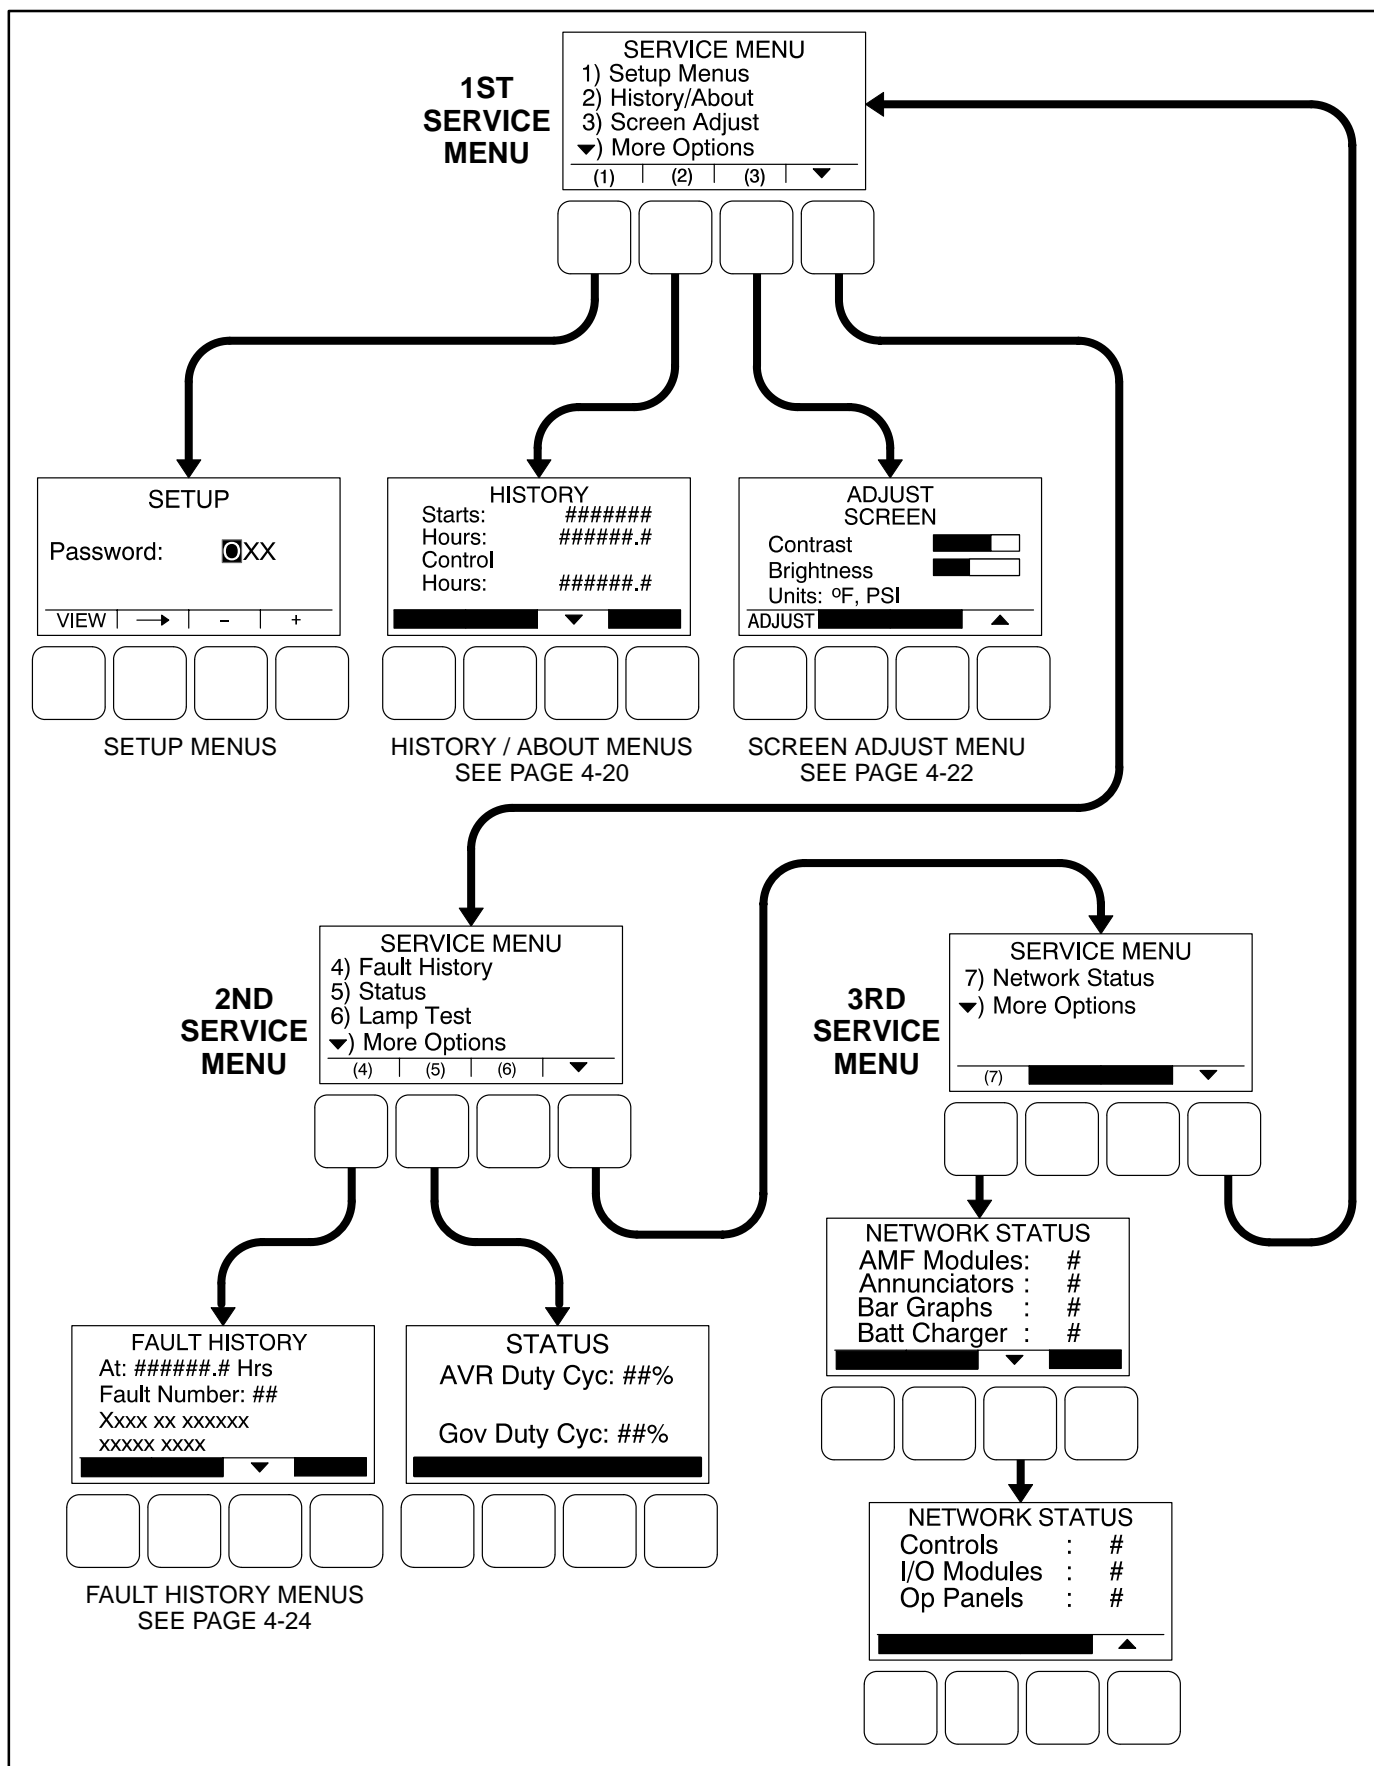 1ST
SERVICE
MENU
SERVICE MENU
1) Setup Menus
2) History/About
3) Screen Adjust
▼) More Options
(1) (2) (3) ▼
SETUP
Password: 0XX
VIEW → - +
SETUP MENUS
HISTORY
Starts: #######
Hours: ######.#
Control
Hours: ######.#
▼
HISTORY / ABOUT MENUS
SEE PAGE 4-20
ADJUST
SCREEN
Contrast
Brightness
Units: ºF, PSI
ADJUST ▲
SCREEN ADJUST MENU
SEE PAGE 4-22
2ND
SERVICE
MENU
SERVICE MENU
4) Fault History
5) Status
6) Lamp Test
▼) More Options
(4) (5) (6) ▼
3RD
SERVICE
MENU
SERVICE MENU
7) Network Status
▼) More Options
(7) ▼
FAULT HISTORY
At: ######.# Hrs
Fault Number: ##
Xxxx xx xxxxxx
xxxxx xxxx
▼
FAULT HISTORY MENUS
SEE PAGE 4-24
STATUS
AVR Duty Cyc: ##%
Gov Duty Cyc: ##%
NETWORK STATUS
AMF Modules: #
Annunciators : #
Bar Graphs : #
Batt Charger : #
▼
NETWORK STATUS
Controls : #
I/O Modules : #
Op Panels : #
▲